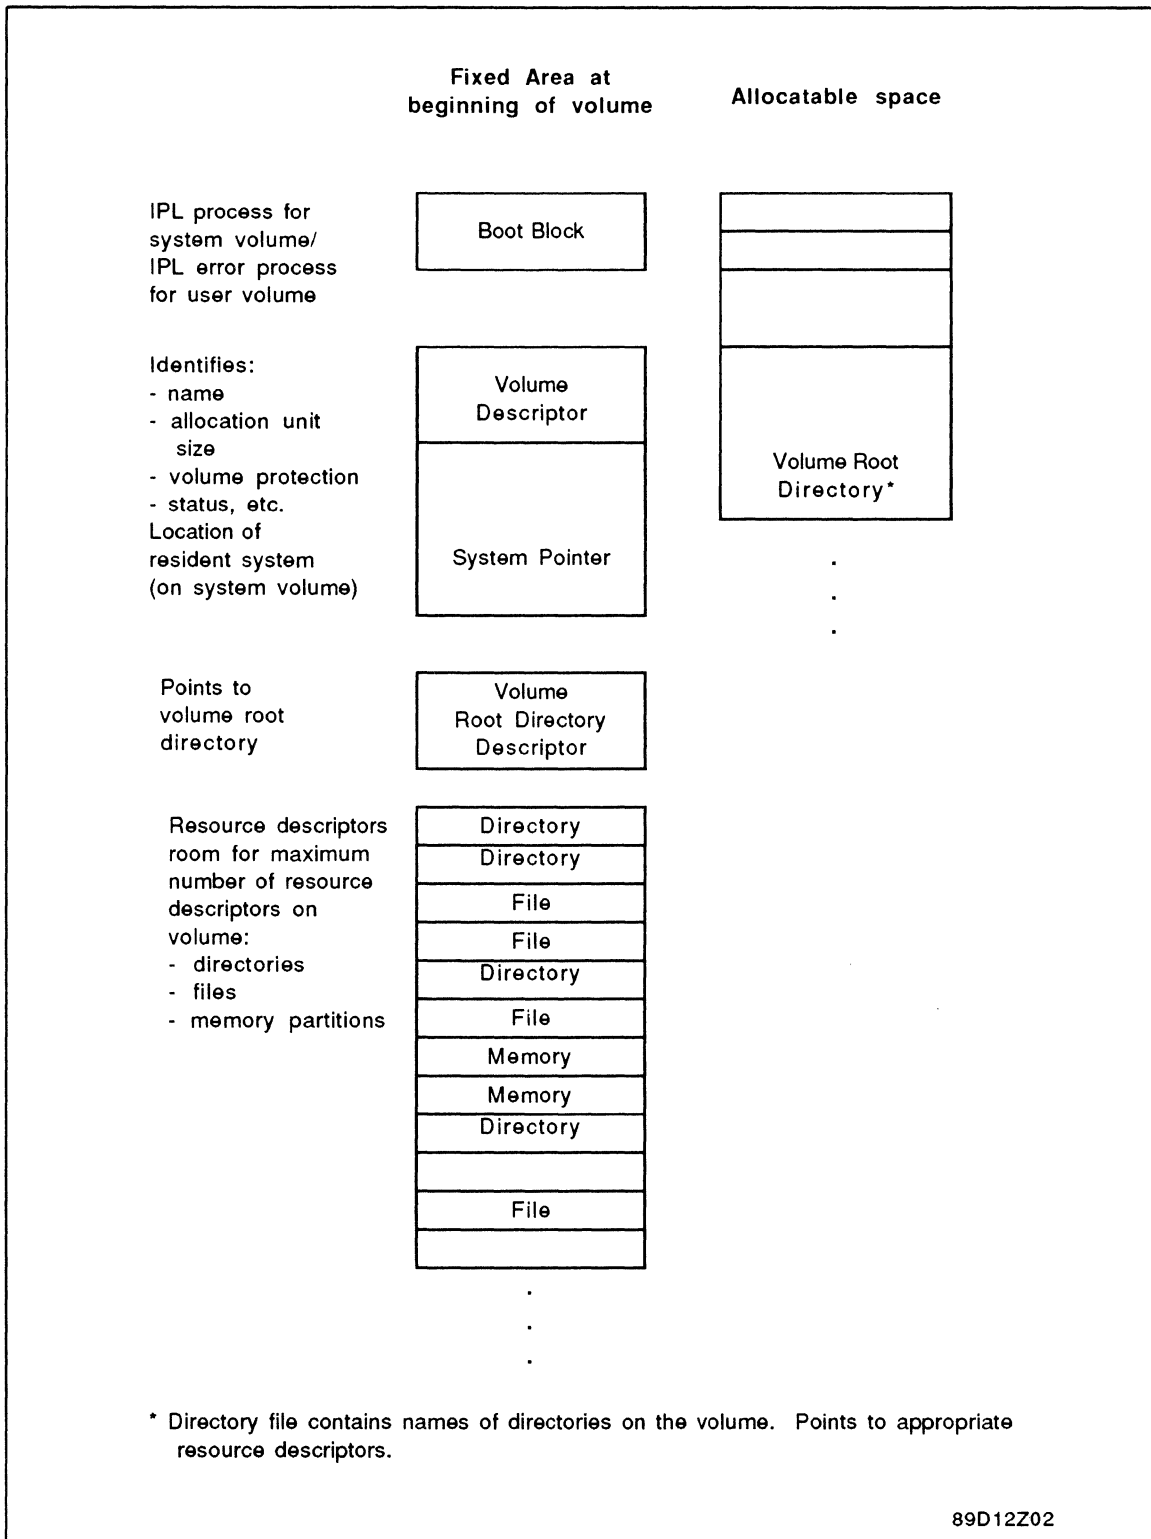 Fixed Area at
beginning of volume
Allocatable space
IPL process for
system volume/
IPL error process
for user volume
Boot Block
Identifies:
- name
- allocation unit
size
- volume protection
- status, etc.
Location of
resident system
(on system volume)
Volume
Descriptor
System Pointer
Volume Root
Directory*
.
.
.
Points to
volume root
directory
Volume
Root Directory
Descriptor
Resource descriptors
room for maximum
number of resource
descriptors on
volume:
- directories
- files
- memory partitions
Directory
Directory
File
File
Directory
File
Memory
Memory
Directory
File
.
.
.
* Directory file contains names of directories on the volume. Points to appropriate
resource descriptors.
89D12Z02